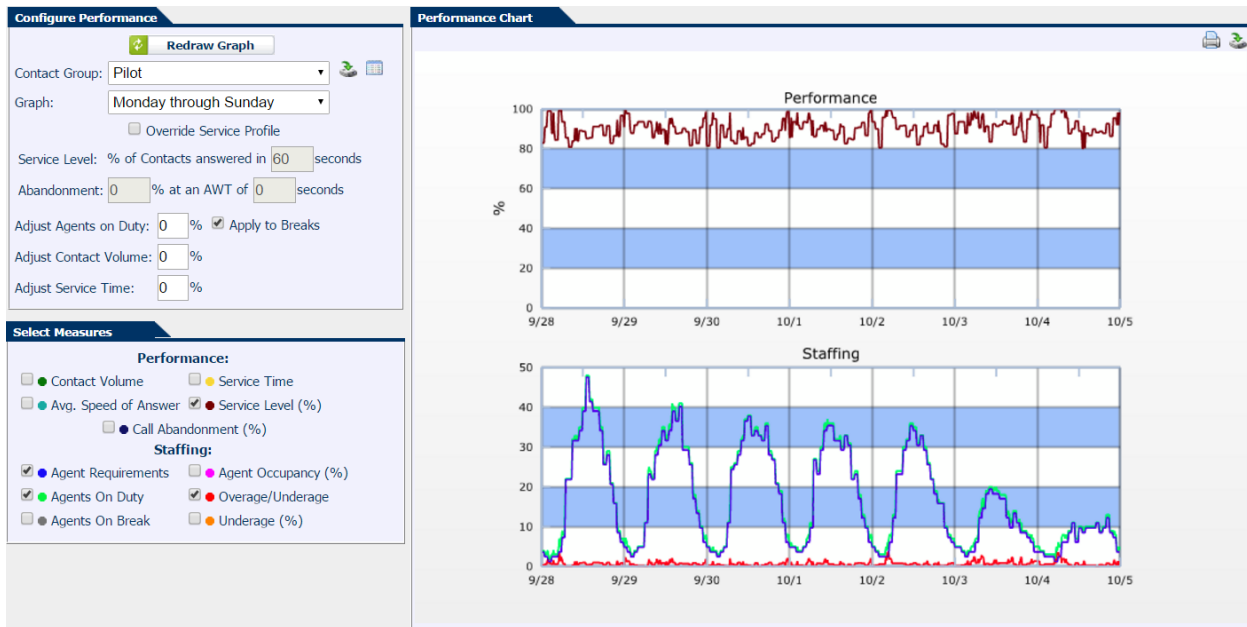 Configure Performance
Redraw Graph
Contact Group: Pilot
Graph: Monday through Sunday
Override Service Profile
Service Level: % of Contacts answered in 60 seconds
Abandonment: 0 % at an AWT of 0 seconds
Adjust Agents on Duty: 0 % Apply to Breaks
Adjust Contact Volume: 0 %
Adjust Service Time: 0 %
Select Measures
Performance:
Contact Volume Service Time
Avg. Speed of Answer Service Level (%)
Call Abandonment (%)
Staffing:
Agent Requirements Agent Occupancy (%)
Agents On Duty Overage/Underage
Agents On Break Underage (%)
Performance Chart
Performance
100
80
60
%
40
20
0
9/28 9/29 9/30 10/1 10/2 10/3 10/4 10/5
Staffing
50
40
30
20
10
0
9/28 9/29 9/30 10/1 10/2 10/3 10/4 10/5